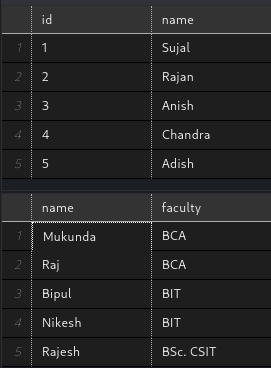 id name
1 1 Sujal
2 2 Rajan
3 3 Anish
4 4 Chandra
5 5 Adish
name faculty
1 Mukunda BCA
2 Raj BCA
3 Bipul BIT
4 Nikesh BIT
5 Rajesh BSc. CSIT